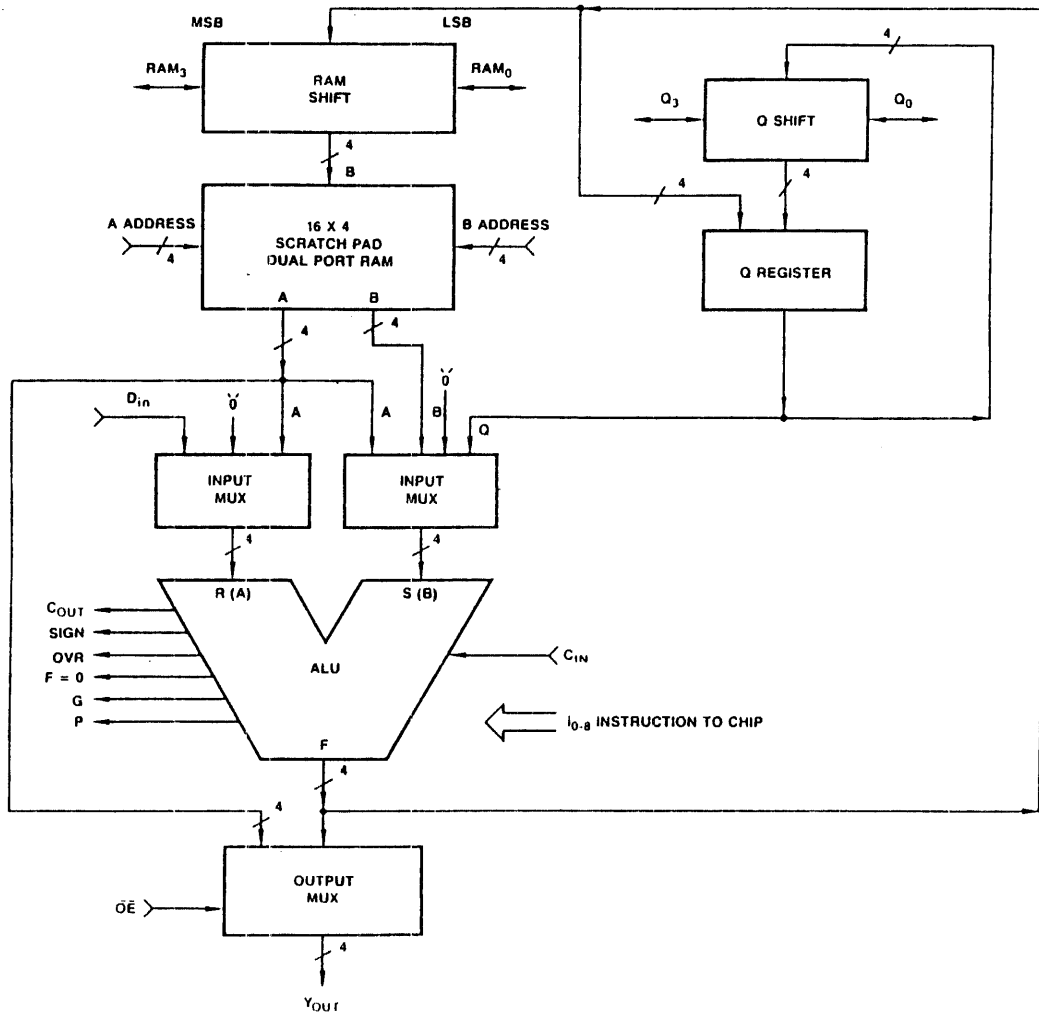 MSB
LSB
RAM3
RAM
SHIFT
RAM0
4
B
4
Q3
Q SHIFT
Q0
4
4
A ADDRESS
4
16 X 4
SCRATCH PAD
DUAL PORT RAM
B ADDRESS
4
A
B
Q REGISTER
4
4
Din
'0'
A
A
B
'0'
Q
INPUT
MUX
INPUT
MUX
4
4
R (A)
S (B)
COUT
SIGN
OVR
F = 0
G
P
ALU
CIN
I0-8 INSTRUCTION TO CHIP
F
4
4
OUTPUT
MUX
OE
4
YOUT